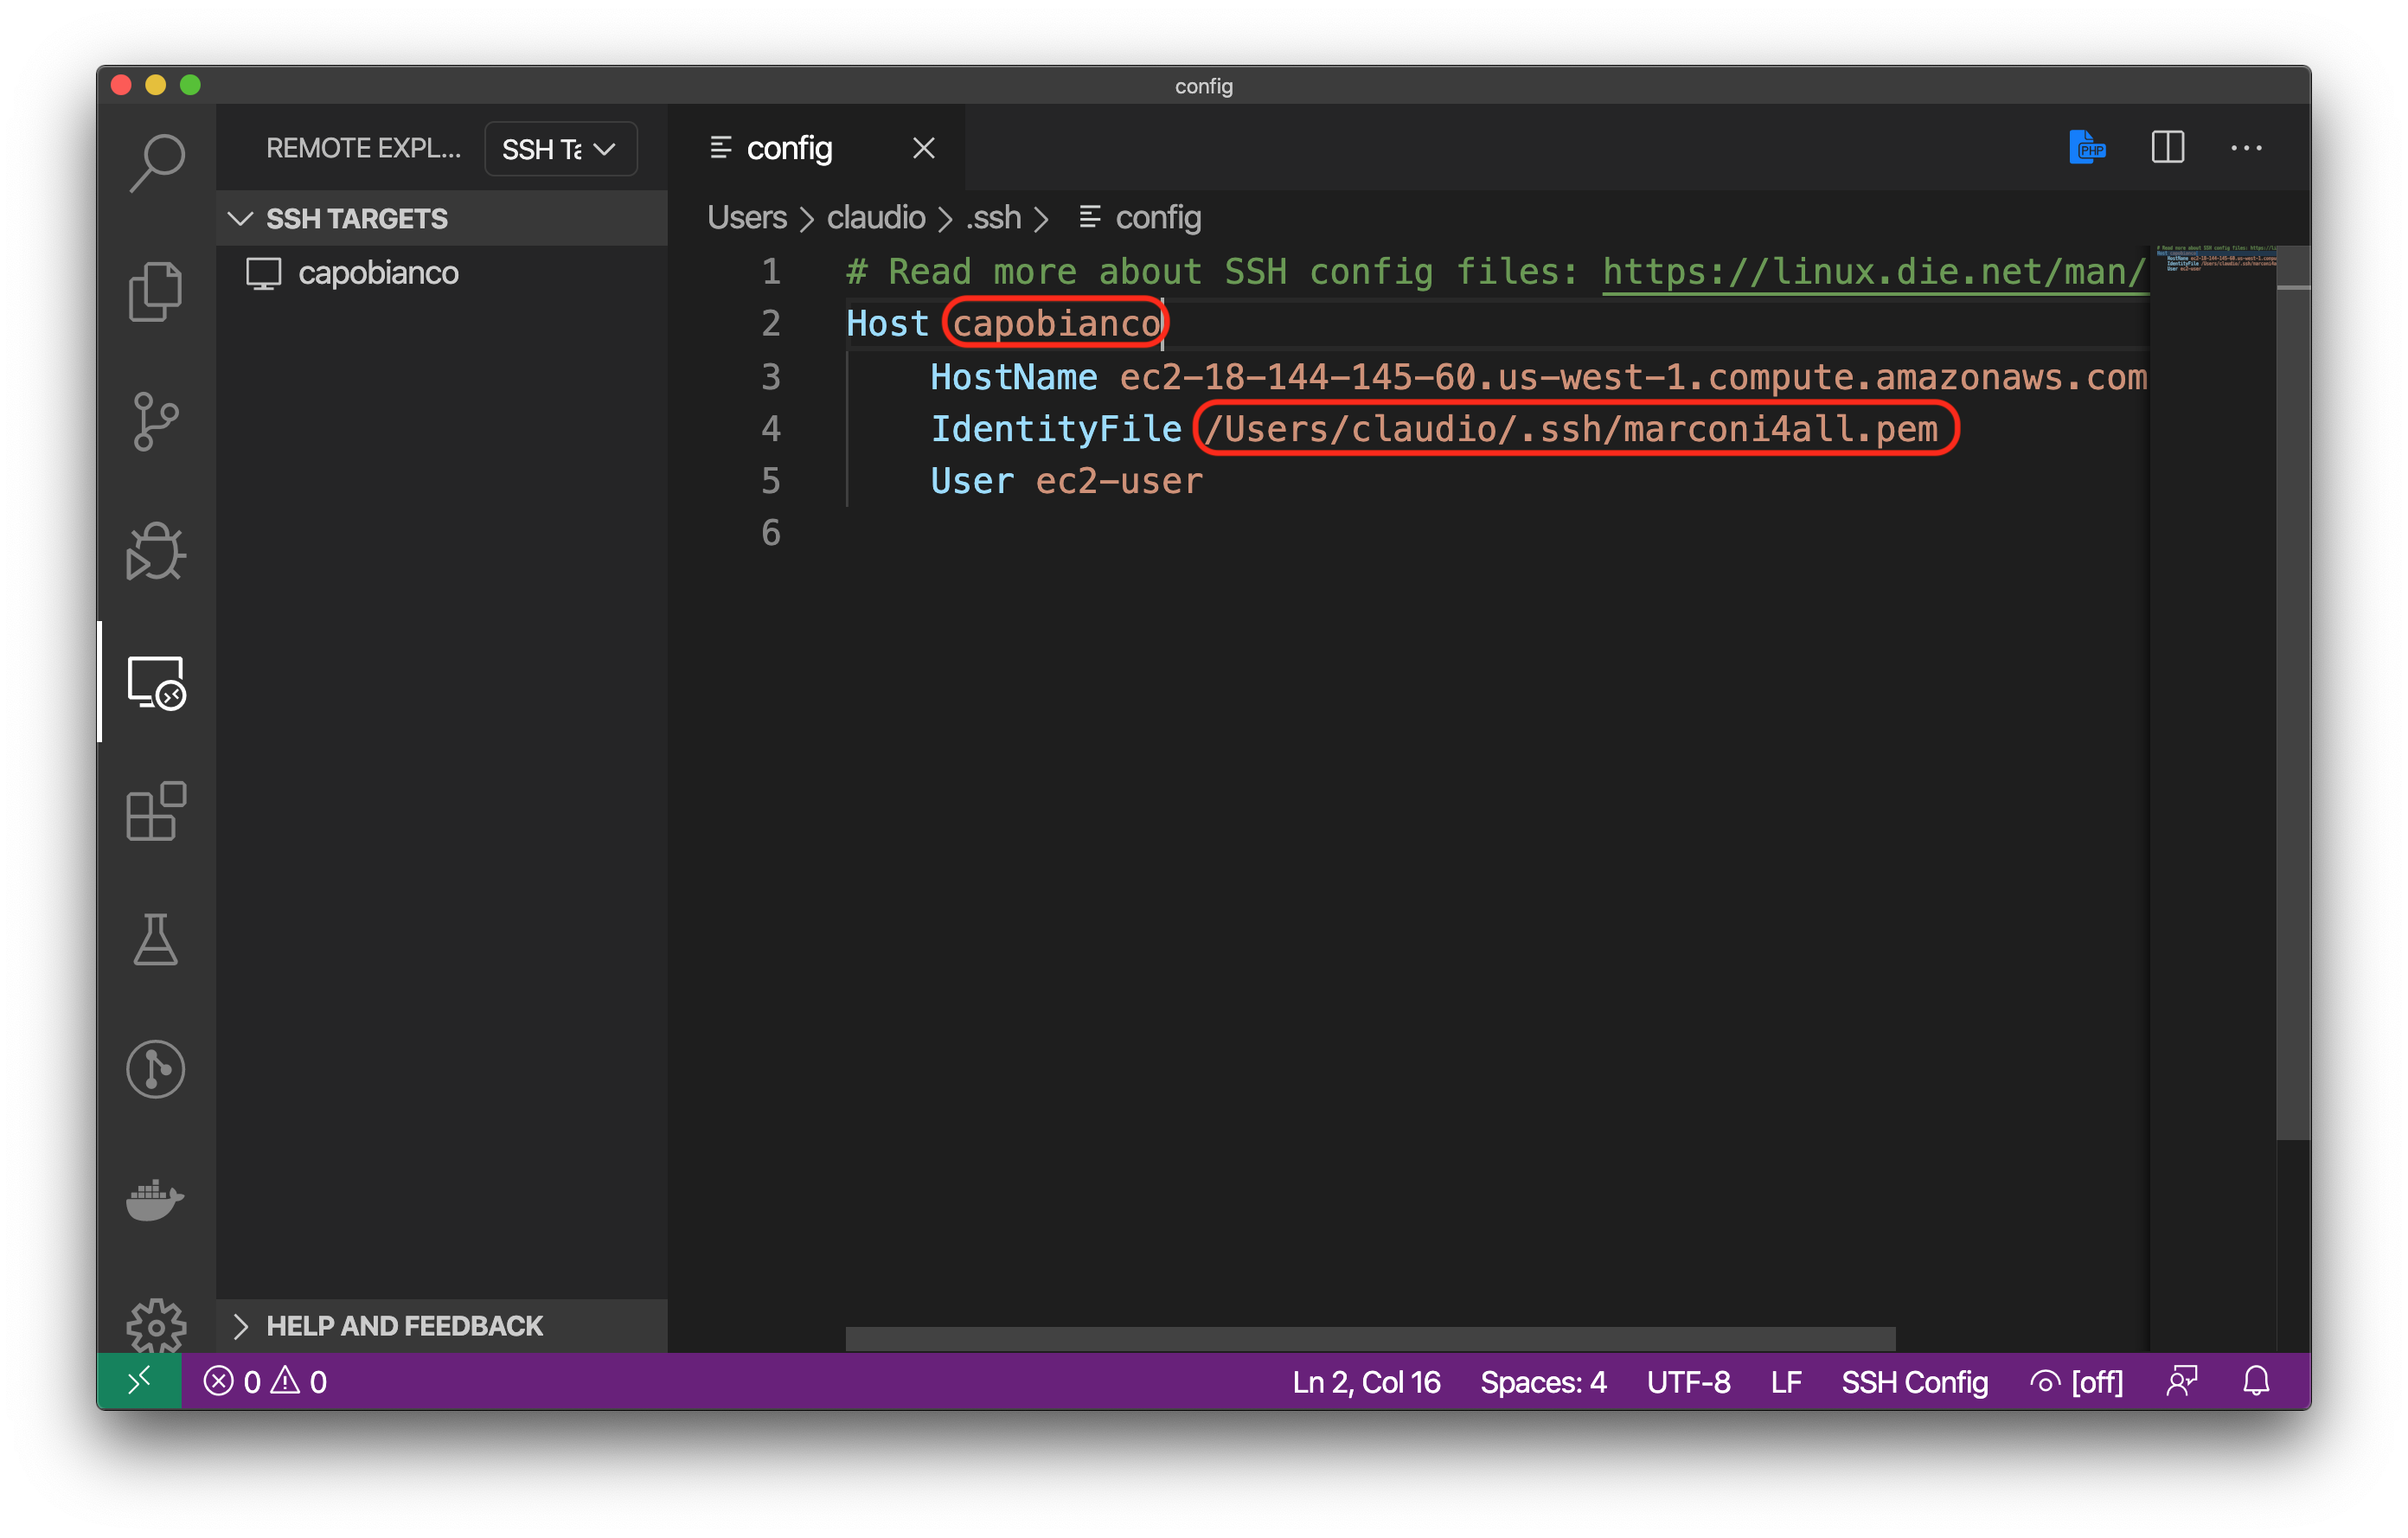 config
REMOTE EXPL...
SSH Ta
config
SSH TARGETS
capobianco
Users > claudio > .ssh > config
1 # Read more about SSH config files: https://linux.die.net/man/
2 Host capobianco
3 HostName ec2-18-144-145-60.us-west-1.compute.amazonaws.com
4 IdentityFile /Users/claudio/.ssh/marconi4all.pem
5 User ec2-user
6
PHP
HELP AND FEEDBACK
0 0
Ln 2, Col 16 Spaces: 4 UTF-8 LF SSH Config [off]